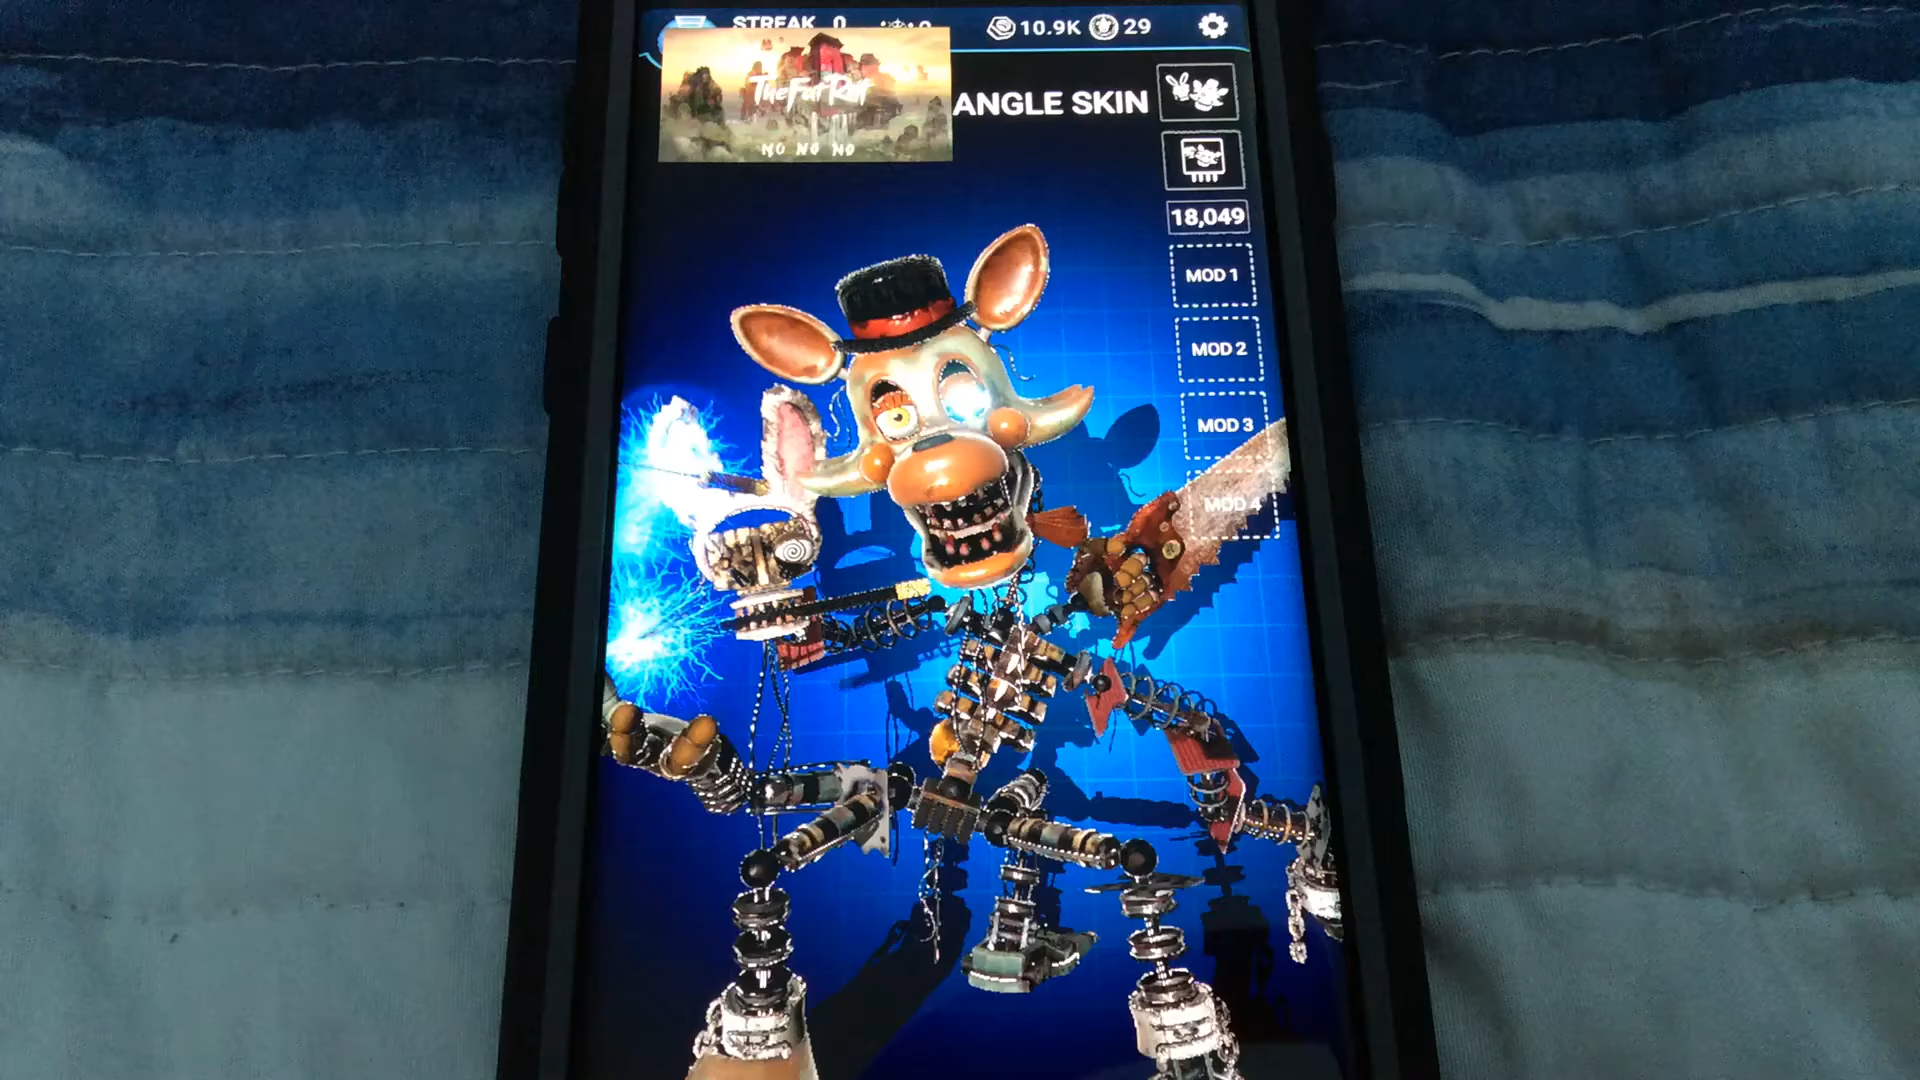 STREAK 0
10.9K 29
TheFatRat
NO NO NO
ANGLE SKIN
18,049
MOD 1
MOD 2
MOD 3
MOD 4